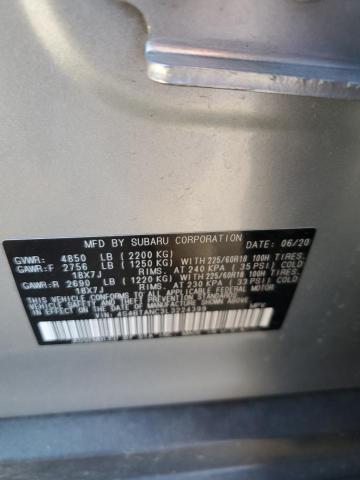 MFD. BY SUBARU CORPORATION DATE: 06/20
GVWR: 4850 LB (2200 KG)
GAWR:F 2756 LB (1250 KG) WITH 225/60R18 100H TIRES,
18X7J RIMS, AT 240 KPA (35 PSI) COLD
GAWR:R 2690 LB (1220 KG) WITH 225/60R18 100H TIRES,
18X7J RIMS, AT 230 KPA (33 PSI) COLD
THIS VEHICLE CONFORMS TO ALL APPLICABLE FEDERAL MOTOR
VEHICLE SAFETY, BUMPER, AND THEFT PREVENTION STANDARDS
IN EFFECT ON THE DATE OF MANUFACTURE SHOWN ABOVE.
VIN: MPV